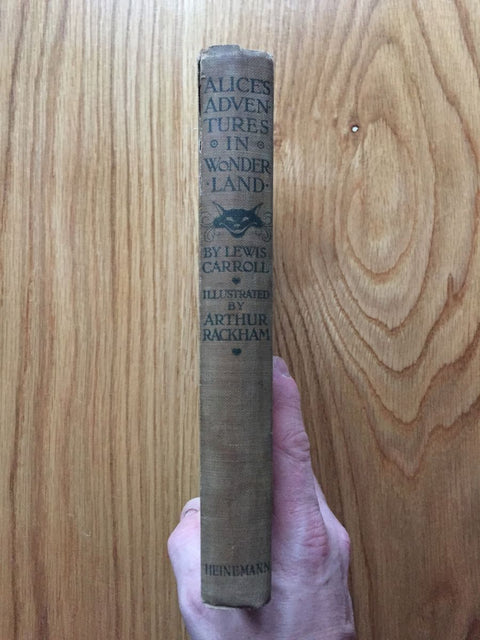 ALICE'S
ADVEN
TURES
IN
WONDER
·LAND·
BY LEWIS
CARROLL
ILLUSTRATED
BY
ARTHUR
RACKHAM
HEINEMANN